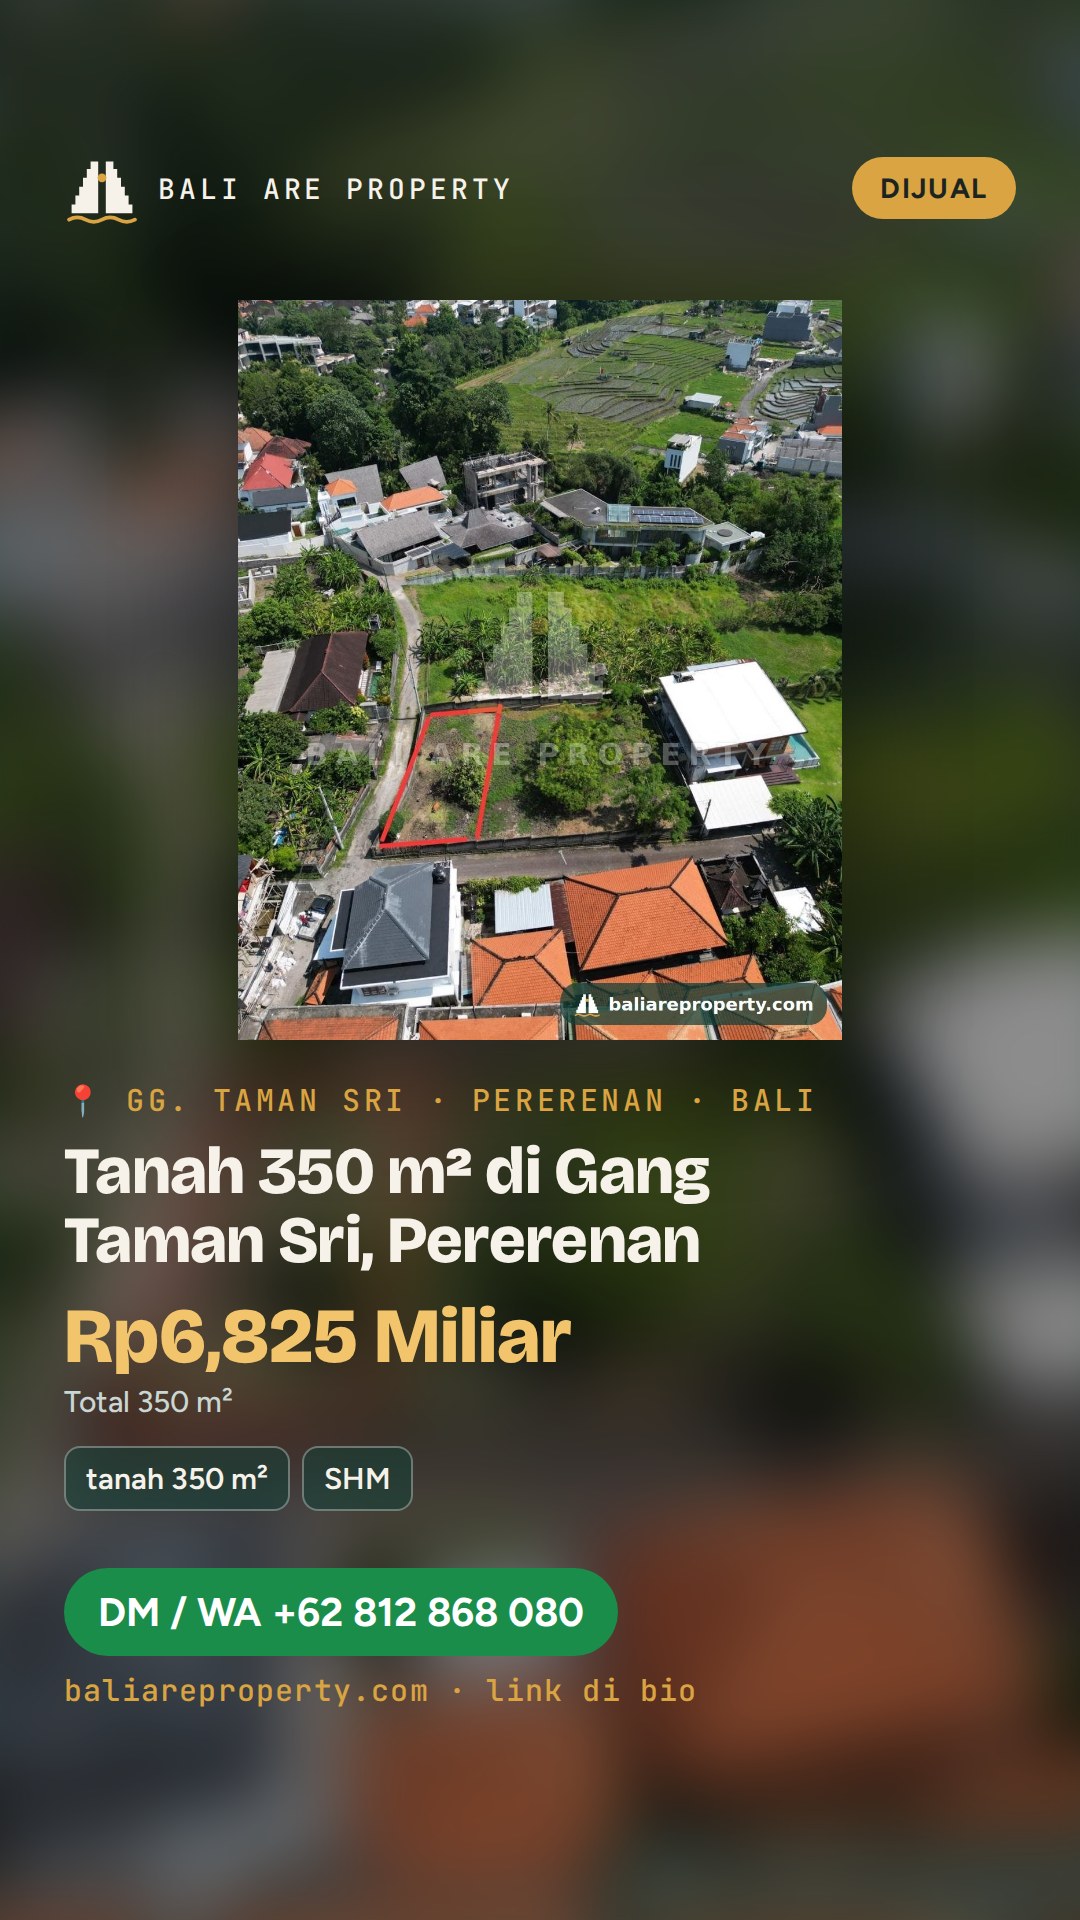 BALI ARE PROPERTY
DIJUAL
BALI ARE PROPERTY
baliareproperty.com
📍 GG. TAMAN SRI · PERERENAN · BALI
Tanah 350 m² di Gang
Taman Sri, Pererenan
Rp6,825 Miliar
Total 350 m²
tanah 350 m²
SHM
DM / WA +62 812 868 080
baliareproperty.com · link di bio